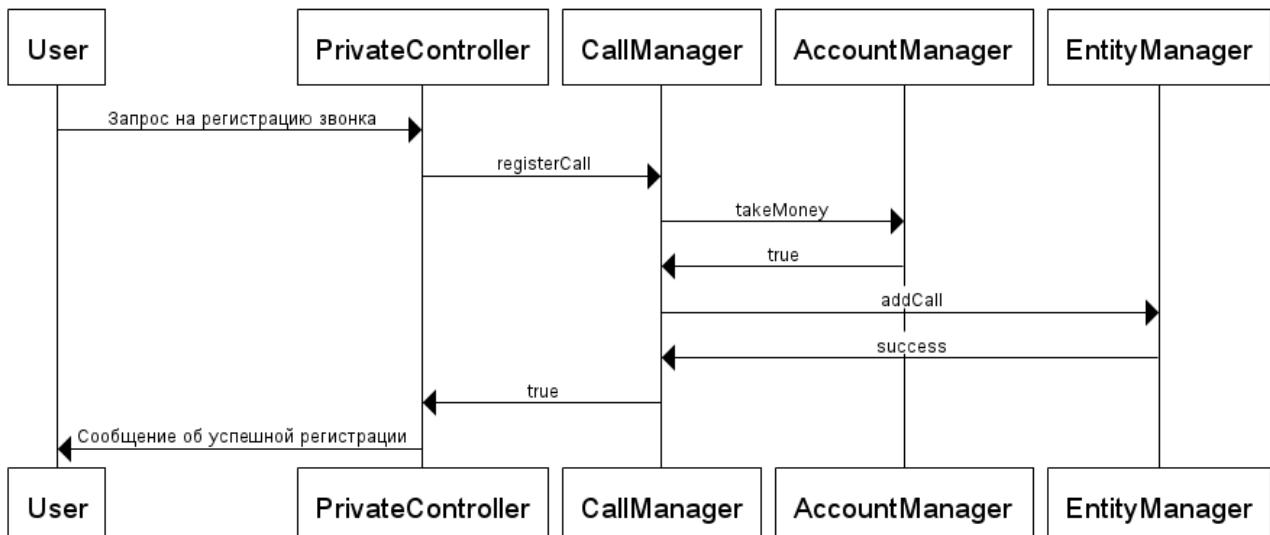 User
PrivateController
CallManager
AccountManager
EntityManager
Запрос на регистрацию звонка
registerCall
takeMoney
true
addCall
success
true
Сообщение об успешной регистрации
User
PrivateController
CallManager
AccountManager
EntityManager